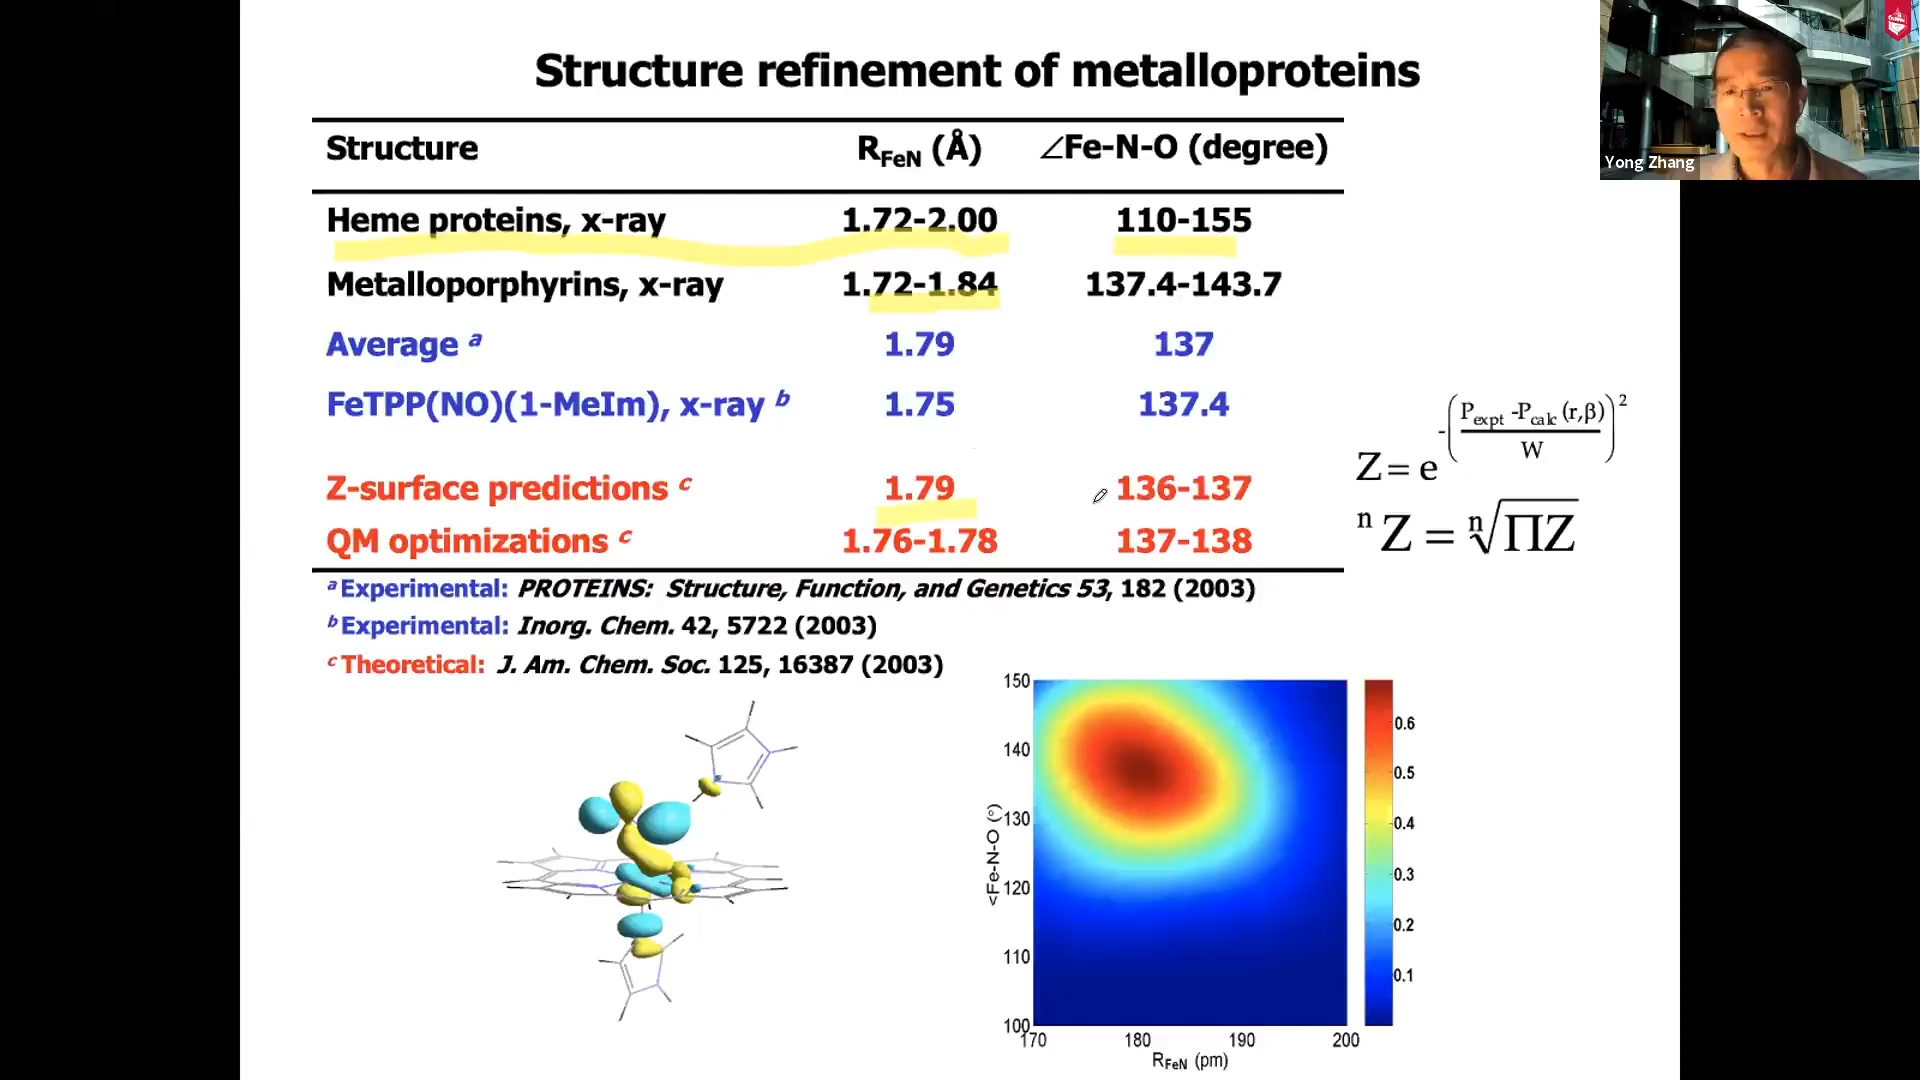 Structure refinement of metalloproteins
Yong Zhang
Structure R_FeN (Å) ∠Fe-N-O (degree)
Heme proteins, x-ray 1.72-2.00 110-155
Metalloporphyrins, x-ray 1.72-1.84 137.4-143.7
Average ᵃ 1.79 137
FeTPP(NO)(1-MeIm), x-ray ᵇ 1.75 137.4
Z-surface predictions ᶜ 1.79 136-137
QM optimizations ᶜ 1.76-1.78 137-138
Z = e^-((P_expt - P_calc (r,β))/W)^2
ⁿZ = ⁿ√ΠZ
ᵃ Experimental: PROTEINS: Structure, Function, and Genetics 53, 182 (2003)
ᵇ Experimental: Inorg. Chem. 42, 5722 (2003)
ᶜ Theoretical: J. Am. Chem. Soc. 125, 16387 (2003)
<Fe-N-O (°)
150
140
130
120
110
100
170 180 190 200
R_FeN (pm)
0.6
0.5
0.4
0.3
0.2
0.1